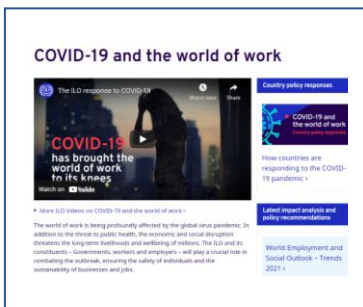 COVID-19 and the world of work
The ILO response to COVID-19
Watch later
Share
COVID-19
has brought the
world of work
to its knees
Watch on YouTube
More ILO videos on COVID-19 and the world of work ›
The world of work is being profoundly affected by the global virus pandemic. In
addition to the threat to public health, the economic and social disruption
threatens the long-term livelihoods and wellbeing of millions. The ILO and its
constituents – Governments, workers and employers – will play a crucial role in
combating the outbreak, ensuring the safety of individuals and the
sustainability of businesses and jobs.
Country policy responses
COVID-19 and
the world of work
Country policy responses
How countries are
responding to the COVID-
19 pandemic ›
Latest impact analysis and
policy recommendations
World Employment and
Social Outlook – Trends
2021 ›